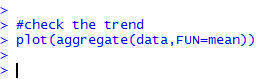 >
> #check the trend
> plot(aggregate(data,FUN=mean))
>
>